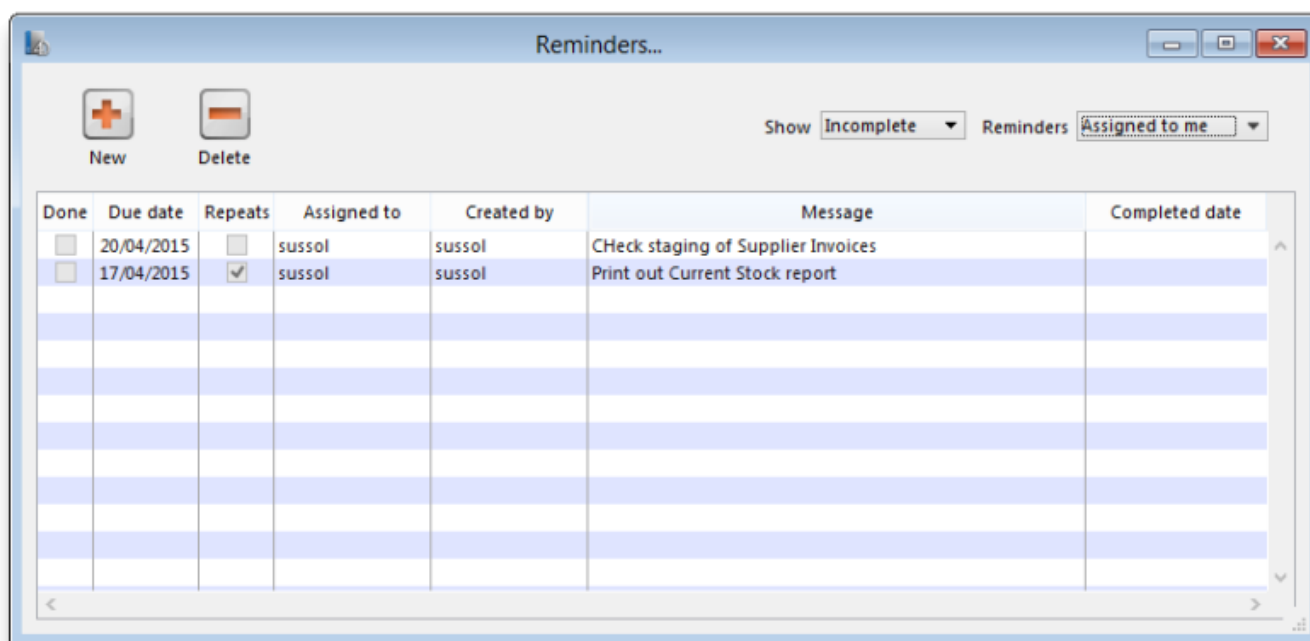 Reminders...
Show Incomplete Reminders Assigned to me
New Delete
Done Due date Repeats Assigned to Created by Message Completed date
20/04/2015 sussol sussol CHeck staging of Supplier Invoices
17/04/2015 sussol sussol Print out Current Stock report